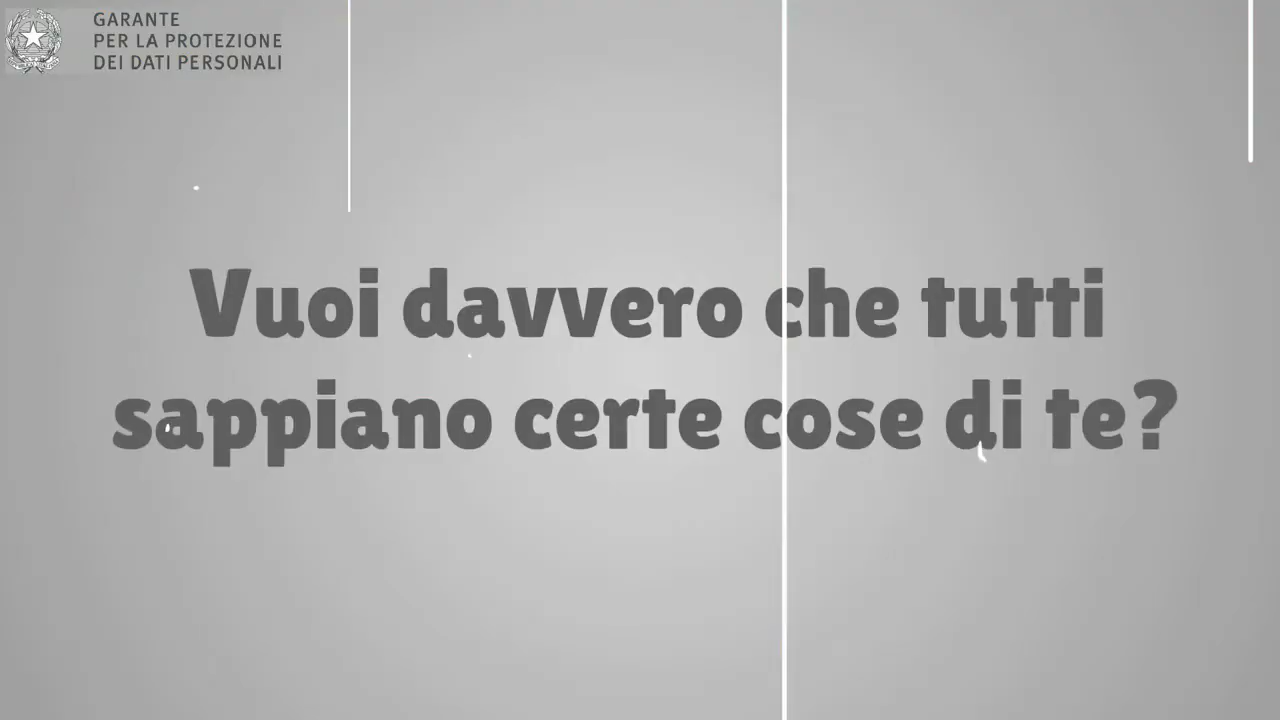 GARANTE
PER LA PROTEZIONE
DEI DATI PERSONALI
Vuoi davvero che tutti
sappiano certe cose di te?